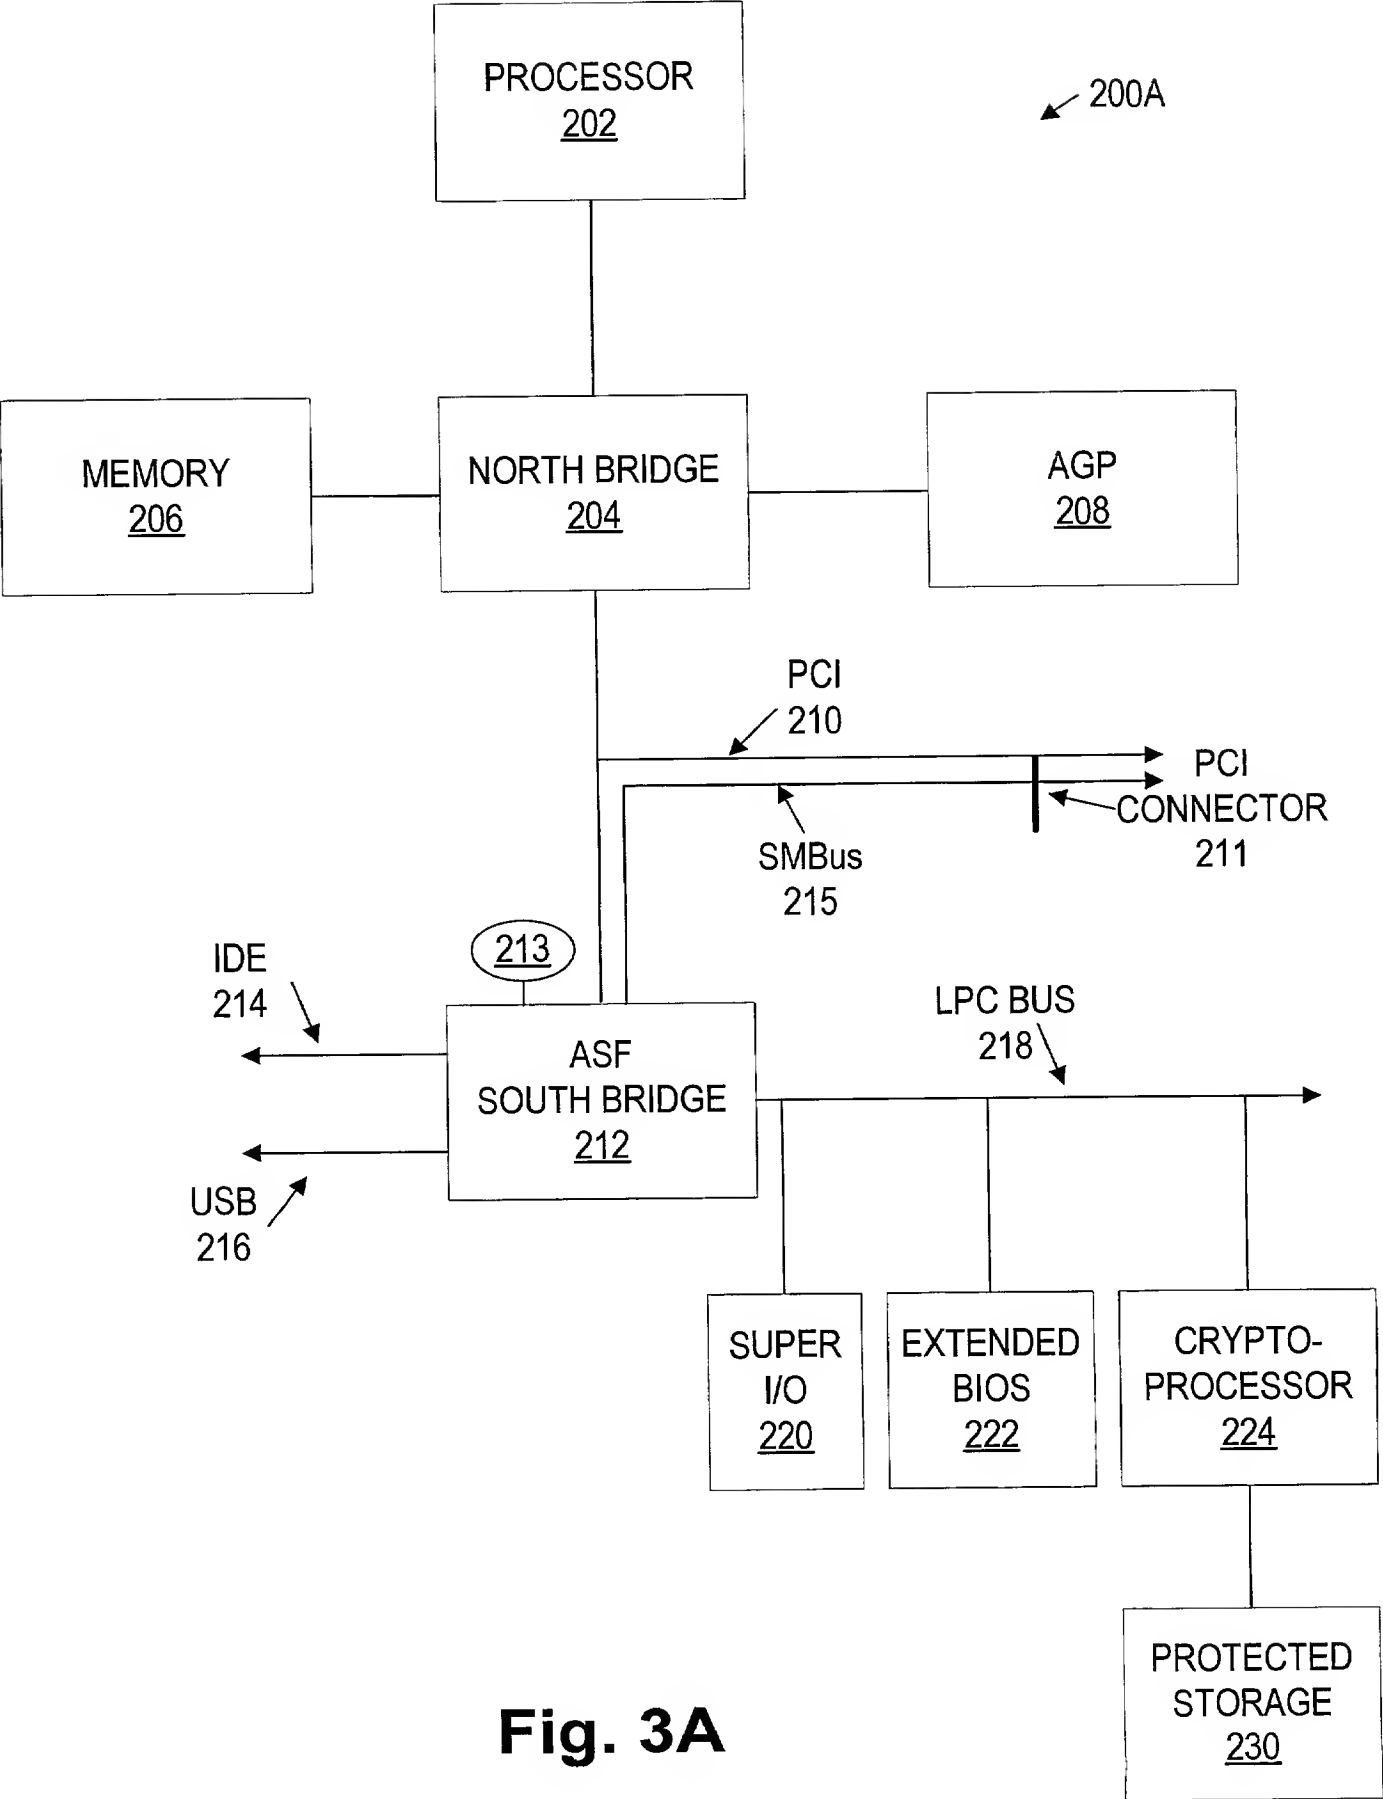 PROCESSOR
202
200A
MEMORY
206
NORTH BRIDGE
204
AGP
208
PCI
210
PCI
CONNECTOR
211
SMBus
215
213
IDE
214
ASF
SOUTH BRIDGE
212
LPC BUS
218
USB
216
SUPER
I/O
220
EXTENDED
BIOS
222
CRYPTO-
PROCESSOR
224
PROTECTED
STORAGE
230
Fig. 3A